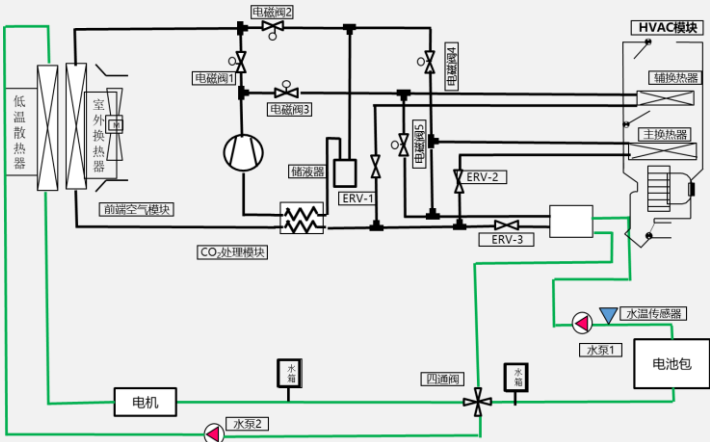 电磁阀2
HVAC模块
电磁阀4
电磁阀1
辅换热器
低温散热器
室外换热器
M
电磁阀3
电磁阀5
主换热器
储液器
ERV-1
ERV-2
前端空气模块
ERV-3
CO₂处理模块
水温传感器
水泵1
水箱
四通阀
水箱
电池包
电机
水泵2